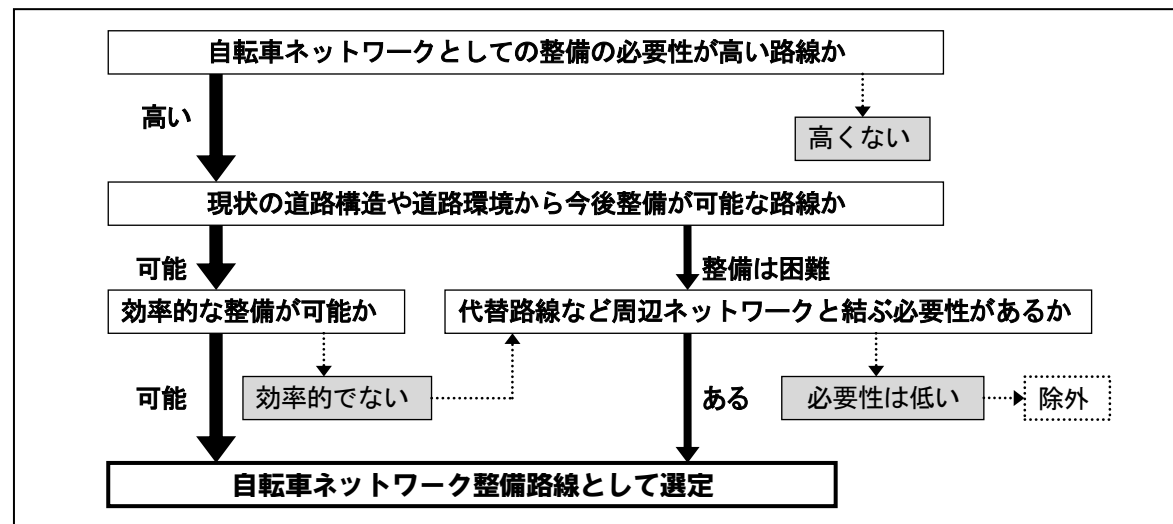 自転車ネットワークとしての整備の必要性が高い路線か
高い
高くない
現状の道路構造や道路環境から今後整備が可能な路線か
可能
整備は困難
効率的な整備が可能か
代替路線など周辺ネットワークと結ぶ必要性があるか
可能
効率的でない
ある
必要性は低い
除外
自転車ネットワーク整備路線として選定